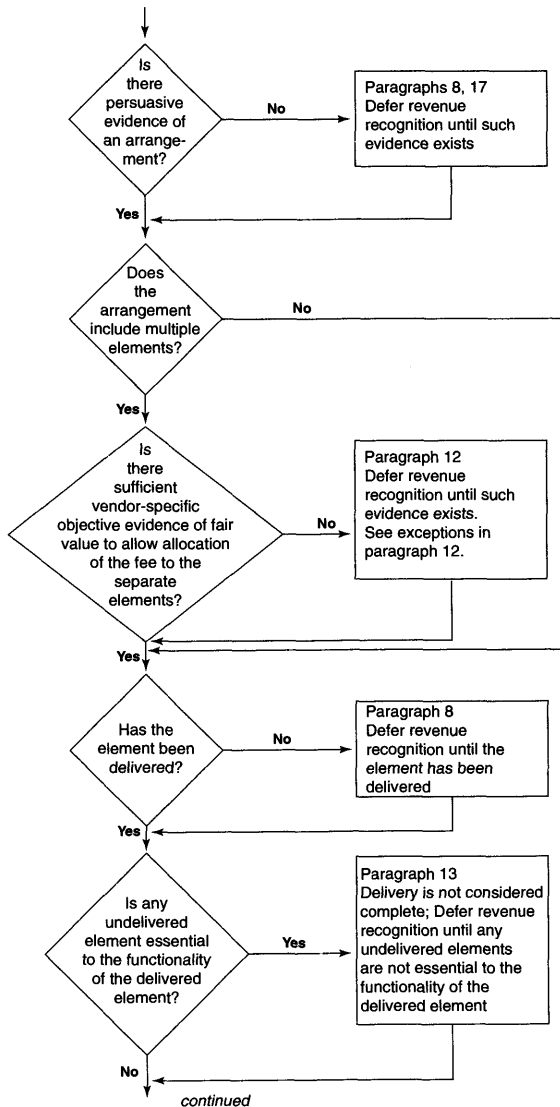 Is
there
persuasive
evidence of
an arrange-
ment?
No
Paragraphs 8, 17
Defer revenue
recognition until such
evidence exists
Yes
Does
the
arrangement
include multiple
elements?
No
Yes
Is
there
sufficient
vendor-specific
objective evidence of fair
value to allow allocation
of the fee to the
separate
elements?
No
Paragraph 12
Defer revenue
recognition until such
evidence exists.
See exceptions in
paragraph 12.
Yes
Has the
element been
delivered?
No
Paragraph 8
Defer revenue
recognition until the
element has been
delivered
Yes
Is any
undelivered
element essential
to the functionality
of the delivered
element?
Yes
Paragraph 13
Delivery is not considered
complete; Defer revenue
recognition until any
undelivered elements
are not essential to the
functionality of the
delivered element
No
continued